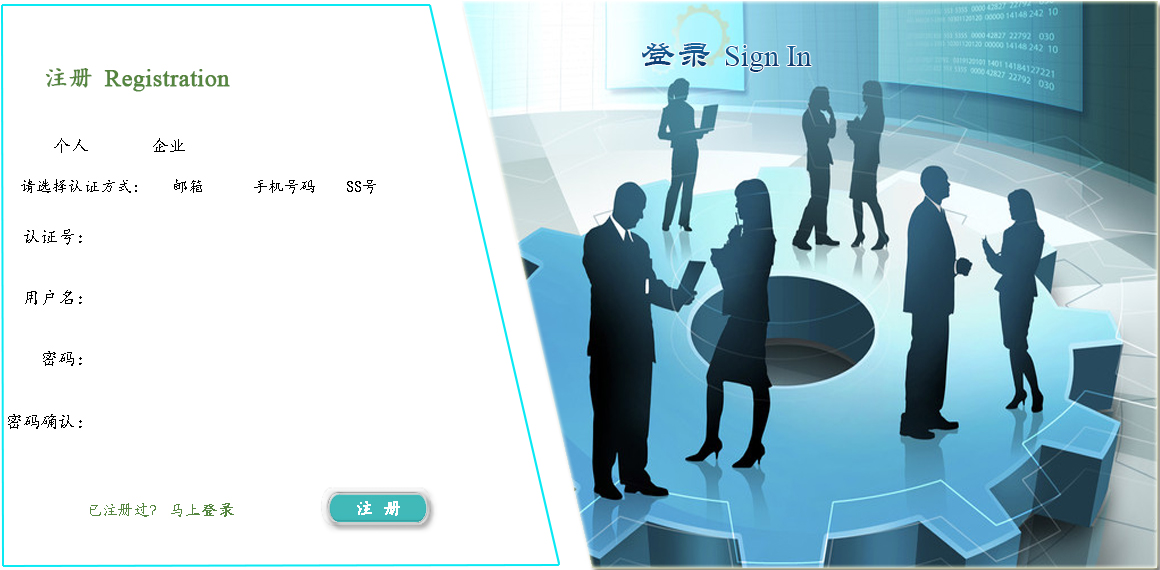 注册 Registration
个人 企业
请选择认证方式: 邮箱 手机号码 SS号
认证号:
用户名:
密码:
密码确认:
已注册过? 马上登录
注 册
登录 Sign In